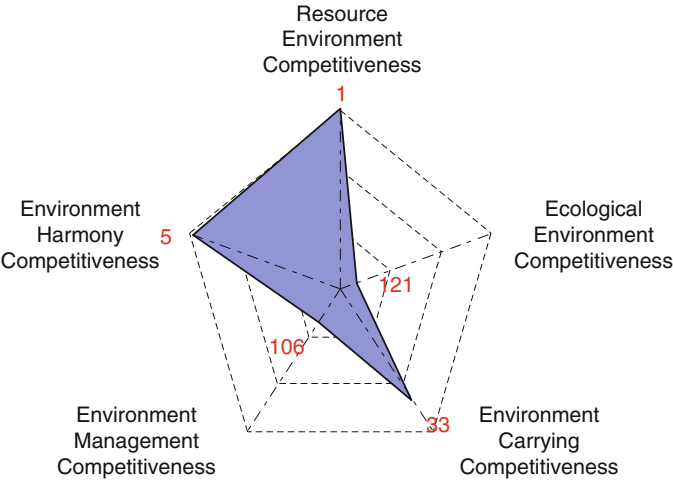 Resource
Environment
Competitiveness
1
Environment
Harmony
Competitiveness
5
Ecological
Environment
Competitiveness
121
106
Environment
Management
Competitiveness
33
Environment
Carrying
Competitiveness